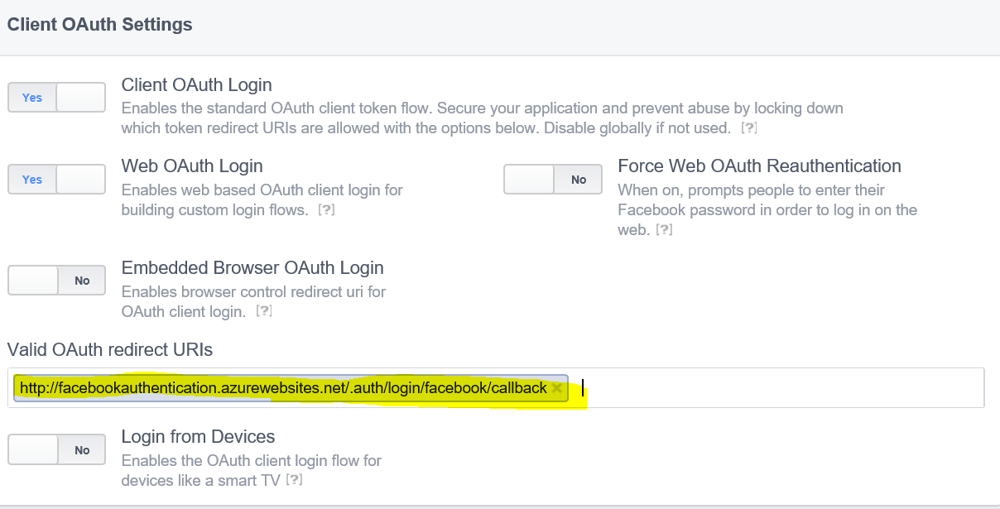 Client OAuth Settings
Yes
Client OAuth Login
Enables the standard OAuth client token flow. Secure your application and prevent abuse by locking down
which token redirect URIs are allowed with the options below. Disable globally if not used. [?]
Yes
Web OAuth Login
Enables web based OAuth client login for
building custom login flows. [?]
No
Force Web OAuth Reauthentication
When on, prompts people to enter their
Facebook password in order to log in on the
web. [?]
No
Embedded Browser OAuth Login
Enables browser control redirect uri for
OAuth client login. [?]
Valid OAuth redirect URIs
http://facebookauthentication.azurewebsites.net/.auth/login/facebook/callback ×
No
Login from Devices
Enables the OAuth client login flow for
devices like a smart TV [?]